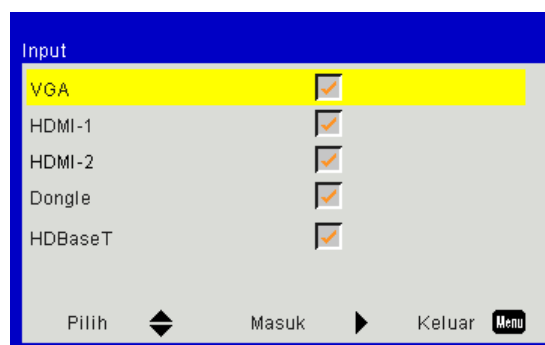 Input
VGA
HDMI-1
HDMI-2
Dongle
HDBaseT
Pilih Masuk Keluar Menu